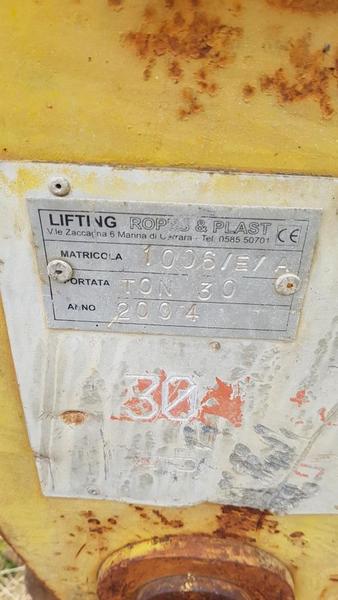 LIFTING ROPES & PLAST
V.le Zaccagna 6 Marina di Carrara - Tel. 0585 50701 CE
MATRICOLA 1006/E/
PORTATA TON 30
ANNO 2004
30